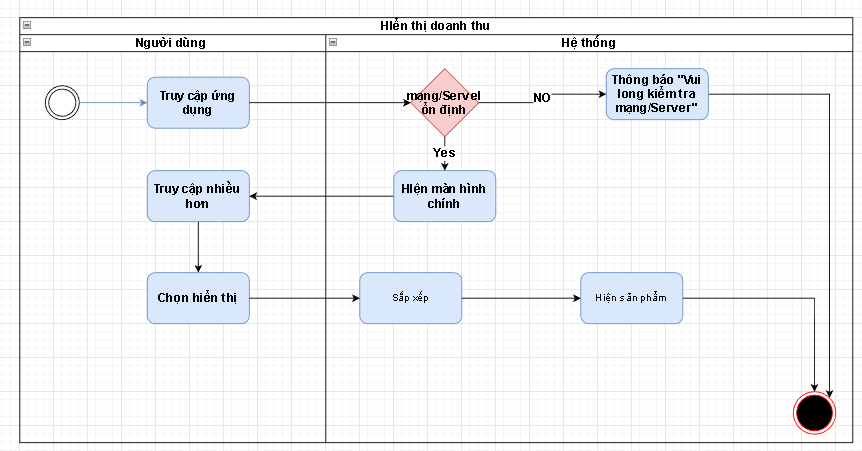 HIển thị doanh thu
Người dùng
Hệ thống
Truy cập ứng
dụng
mạng/Servel
ổn định
NO
Thông báo "Vui
long kiểm tra
mạng/Server"
Yes
Truy cập nhiều
hơn
HIện màn hình
chính
Chọn hiển thị
Sắp xếp
Hiện sản phẩm